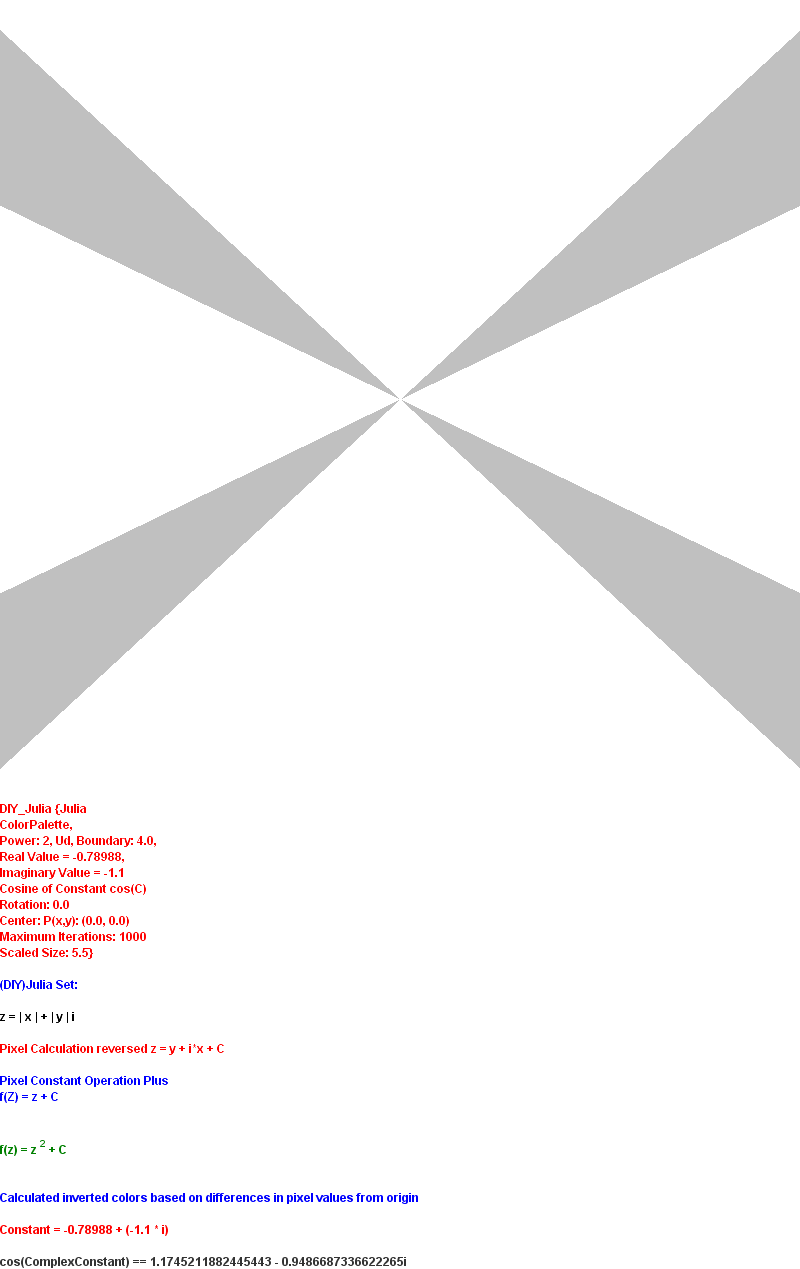 DIY_Julia {Julia
ColorPalette,
Power: 2, Ud, Boundary: 4.0,
Real Value = -0.78988,
Imaginary Value = -1.1
Cosine of Constant cos(C)
Rotation: 0.0
Center: P(x,y): (0.0, 0.0)
Maximum Iterations: 1000
Scaled Size: 5.5}
(DIY)Julia Set:
z = | x | + | y | i
Pixel Calculation reversed z = y + i*x + C
Pixel Constant Operation Plus
f(Z) = z + C
f(z) = z ² + C
Calculated inverted colors based on differences in pixel values from origin
Constant = -0.78988 + (-1.1 * i)
cos(ComplexConstant) == 1.1745211882445443 - 0.9486687336622265i